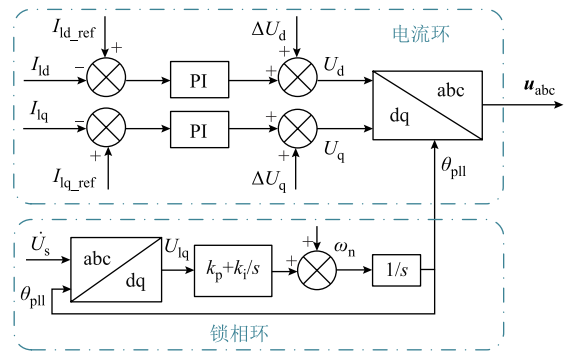 I_ld_ref
+
ΔU_d
电流环
I_ld
−
PI
+
+
U_d
abc
dq
u_abc
I_lq
−
PI
+
+
U_q
+
I_lq_ref
ΔU_q
θ_pll
U̇_s
abc
dq
U_lq
k_p+k_i/s
+
+
ω_n
1/s
θ_pll
锁相环